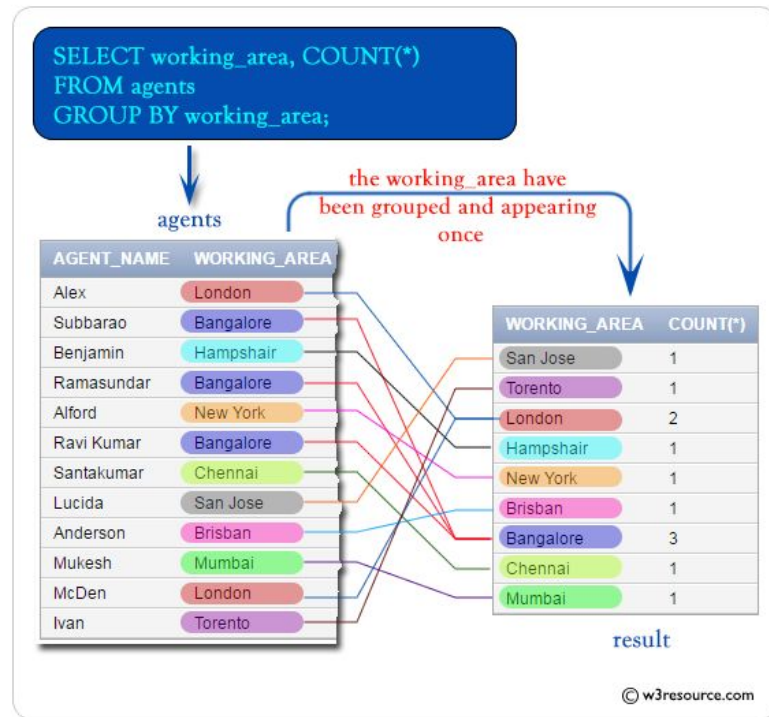 SELECT working_area, COUNT(*)
FROM agents
GROUP BY working_area;
the working_area have
been grouped and appearing
once
agents
AGENT_NAME WORKING_AREA
Alex London
Subbarao Bangalore
Benjamin Hampshair
Ramasundar Bangalore
Alford New York
Ravi Kumar Bangalore
Santakumar Chennai
Lucida San Jose
Anderson Brisban
Mukesh Mumbai
McDen London
Ivan Torento
WORKING_AREA COUNT(*)
San Jose 1
Torento 1
London 2
Hampshair 1
New York 1
Brisban 1
Bangalore 3
Chennai 1
Mumbai 1
result
© w3resource.com